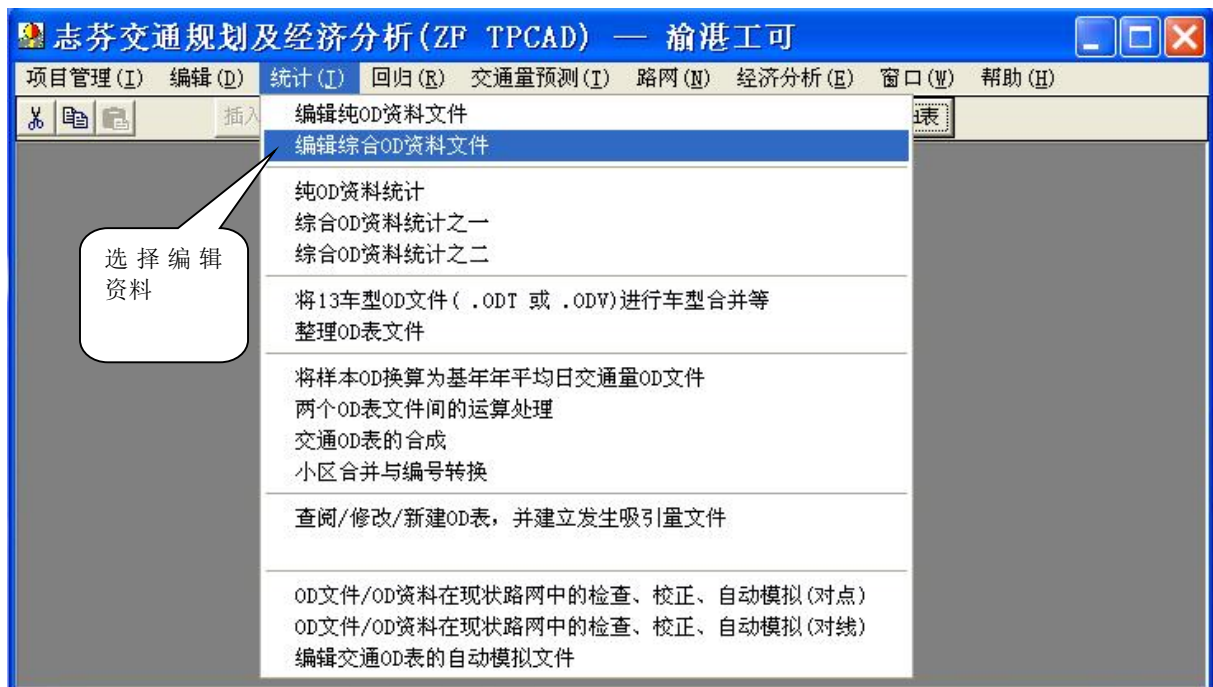 志芬交通规划及经济分析(ZF TPCAD) — 渝湛工可
项目管理(I) 编辑(D) 统计(I) 回归(R) 交通量预测(T) 路网(N) 经济分析(E) 窗口(W) 帮助(H)
插入 表
编辑纯OD资料文件
编辑综合OD资料文件
纯OD资料统计
综合OD资料统计之一
综合OD资料统计之二
选择编辑
资料
将13车型OD文件( .ODT 或 .ODV)进行车型合并等
整理OD表文件
将样本OD换算为基年年平均日交通量OD文件
两个OD表文件间的运算处理
交通OD表的合成
小区合并与编号转换
查阅/修改/新建OD表，并建立发生吸引量文件
OD文件/OD资料在现状路网中的检查、校正、自动模拟(对点)
OD文件/OD资料在现状路网中的检查、校正、自动模拟(对线)
编辑交通OD表的自动模拟文件